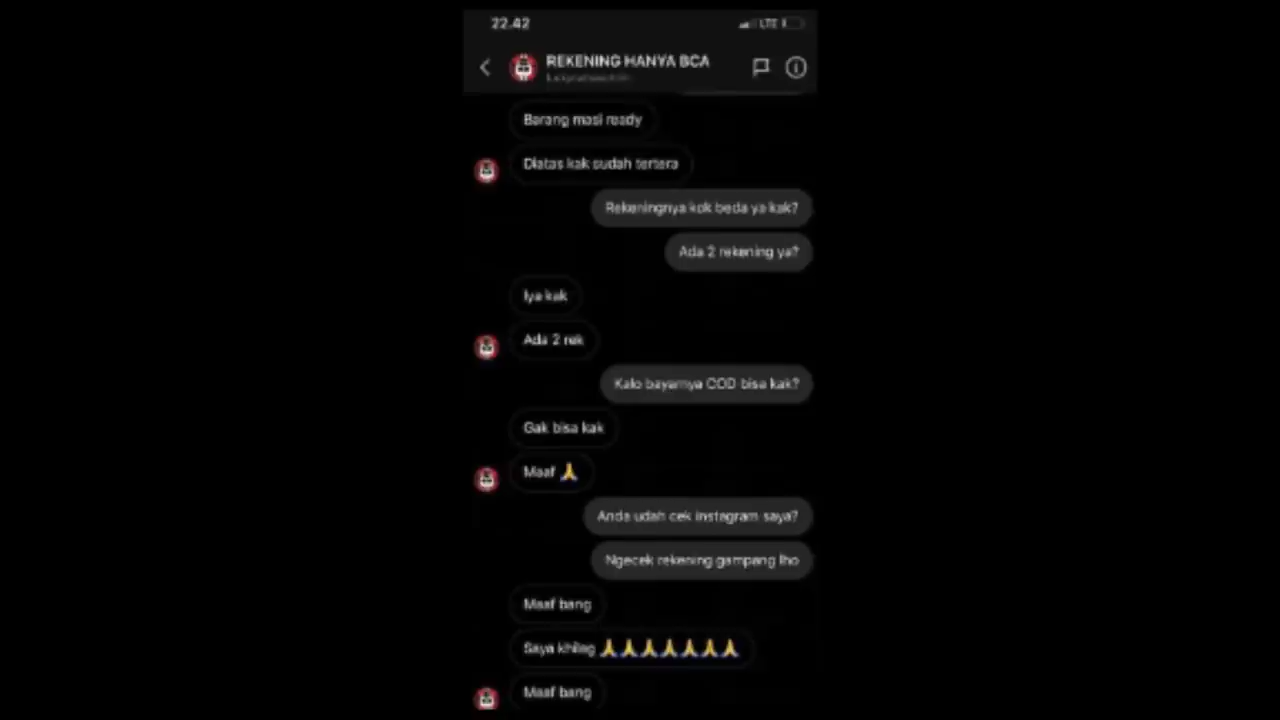 22.42
LTE
REKENING HANYA BCA
Barang masi ready
Diatas kak sudah tertera
Rekeningnya kok beda ya kak?
Ada 2 rekening ya?
Iya kak
Ada 2 rek
Kalo bayarnya COD bisa kak?
Gak bisa kak
Maaf 🙏
Anda udah cek instagram saya?
Ngecek rekening gampang lho
Maaf bang
Saya khilag 🙏🙏🙏🙏🙏🙏🙏
Maaf bang